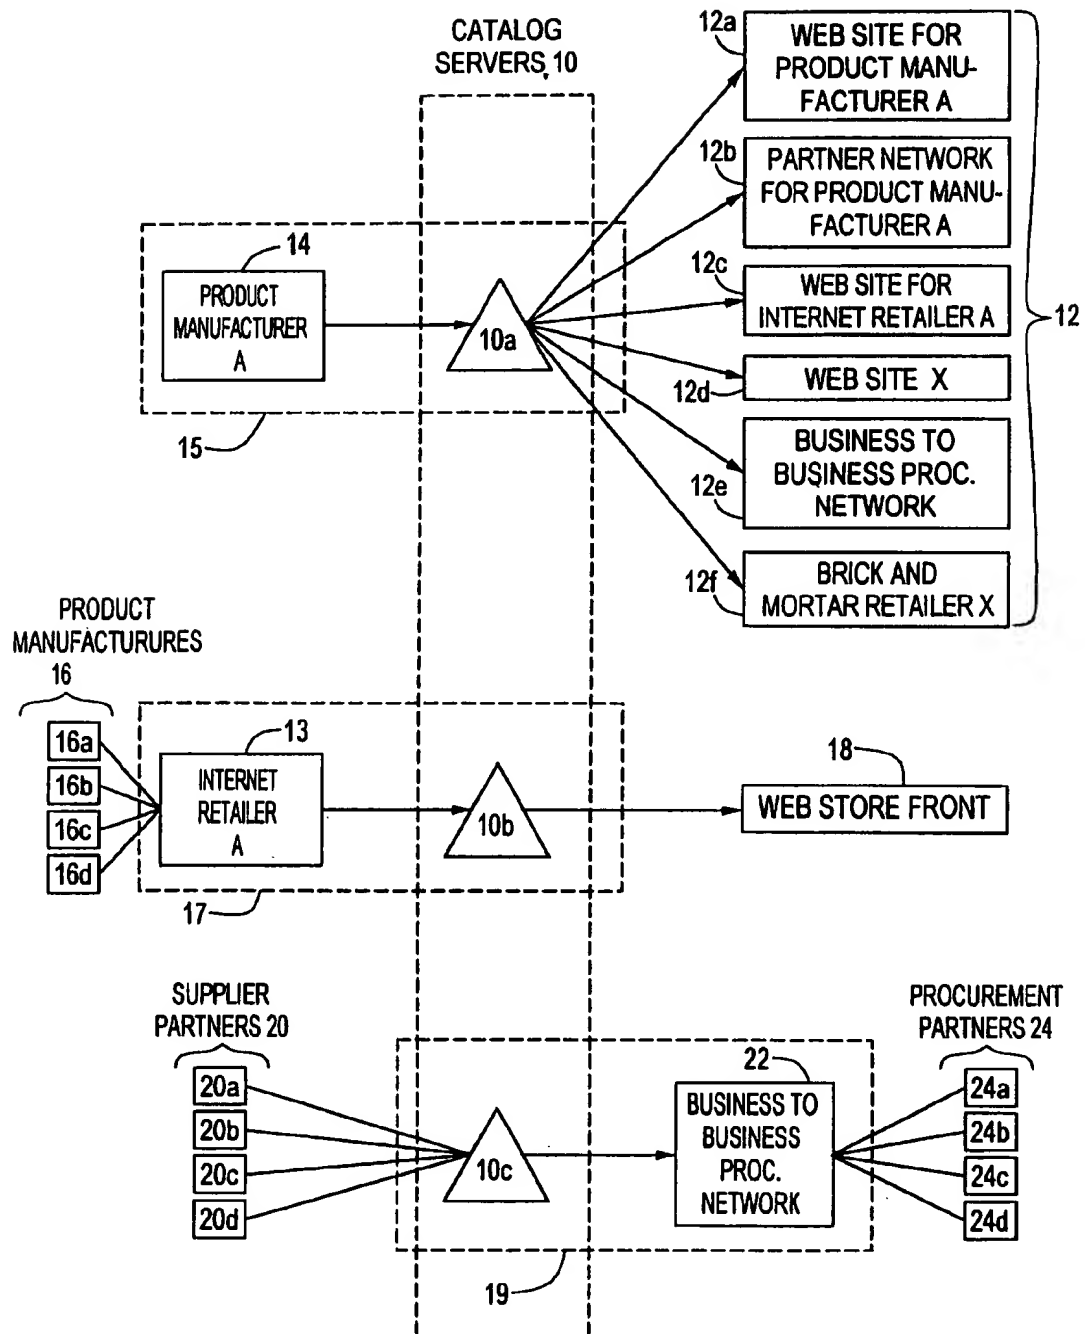 CATALOG
SERVERS, 10
12a
WEB SITE FOR
PRODUCT MANU-
FACTURER A
12b
PARTNER NETWORK
FOR PRODUCT MANU-
FACTURER A
12c
WEB SITE FOR
INTERNET RETAILER A
12
12d
WEB SITE X
12e
BUSINESS TO
BUSINESS PROC.
NETWORK
12f
BRICK AND
MORTAR RETAILER X
14
PRODUCT
MANUFACTURER
A
10a
15
PRODUCT
MANUFACTURURES
16
16a
16b
16c
16d
13
INTERNET
RETAILER
A
10b
17
18
WEB STORE FRONT
SUPPLIER
PARTNERS 20
20a
20b
20c
20d
10c
22
BUSINESS TO
BUSINESS
PROC.
NETWORK
19
PROCUREMENT
PARTNERS 24
24a
24b
24c
24d